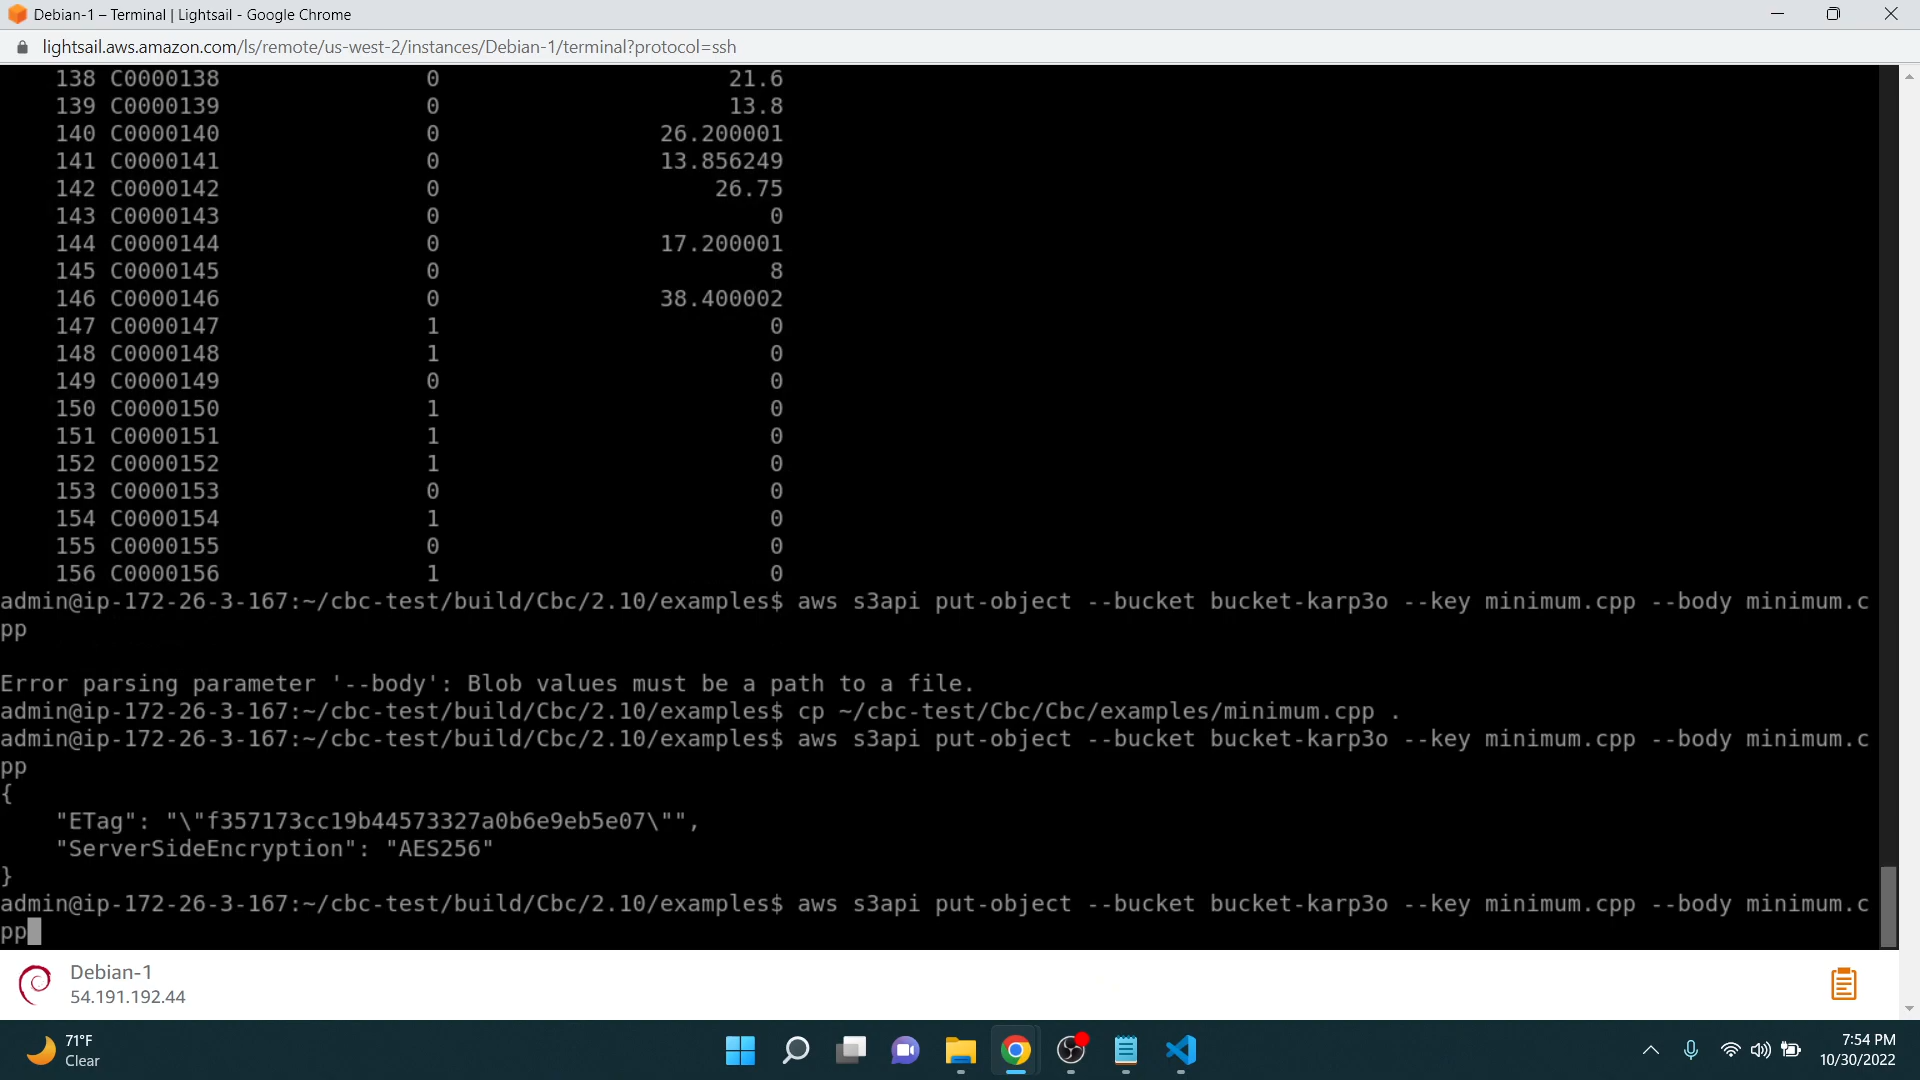 Debian-1 – Terminal | Lightsail - Google Chrome
lightsail.aws.amazon.com/ls/remote/us-west-2/instances/Debian-1/terminal?protocol=ssh
138 C0000138 0 21.6
139 C0000139 0 13.8
140 C0000140 0 26.200001
141 C0000141 0 13.856249
142 C0000142 0 26.75
143 C0000143 0 0
144 C0000144 0 17.200001
145 C0000145 0 8
146 C0000146 0 38.400002
147 C0000147 1 0
148 C0000148 1 0
149 C0000149 0 0
150 C0000150 1 0
151 C0000151 1 0
152 C0000152 1 0
153 C0000153 0 0
154 C0000154 1 0
155 C0000155 0 0
156 C0000156 1 0
admin@ip-172-26-3-167:~/cbc-test/build/Cbc/2.10/examples$ aws s3api put-object --bucket bucket-karp3o --key minimum.cpp --body minimum.c
pp
Error parsing parameter '--body': Blob values must be a path to a file.
admin@ip-172-26-3-167:~/cbc-test/build/Cbc/2.10/examples$ cp ~/cbc-test/Cbc/Cbc/examples/minimum.cpp .
admin@ip-172-26-3-167:~/cbc-test/build/Cbc/2.10/examples$ aws s3api put-object --bucket bucket-karp3o --key minimum.cpp --body minimum.c
pp
{
"ETag": "\"f357173cc19b44573327a0b6e9eb5e07\"",
"ServerSideEncryption": "AES256"
}
admin@ip-172-26-3-167:~/cbc-test/build/Cbc/2.10/examples$ aws s3api put-object --bucket bucket-karp3o --key minimum.cpp --body minimum.c
pp
Debian-1
54.191.192.44
71°F
Clear
7:54 PM
10/30/2022